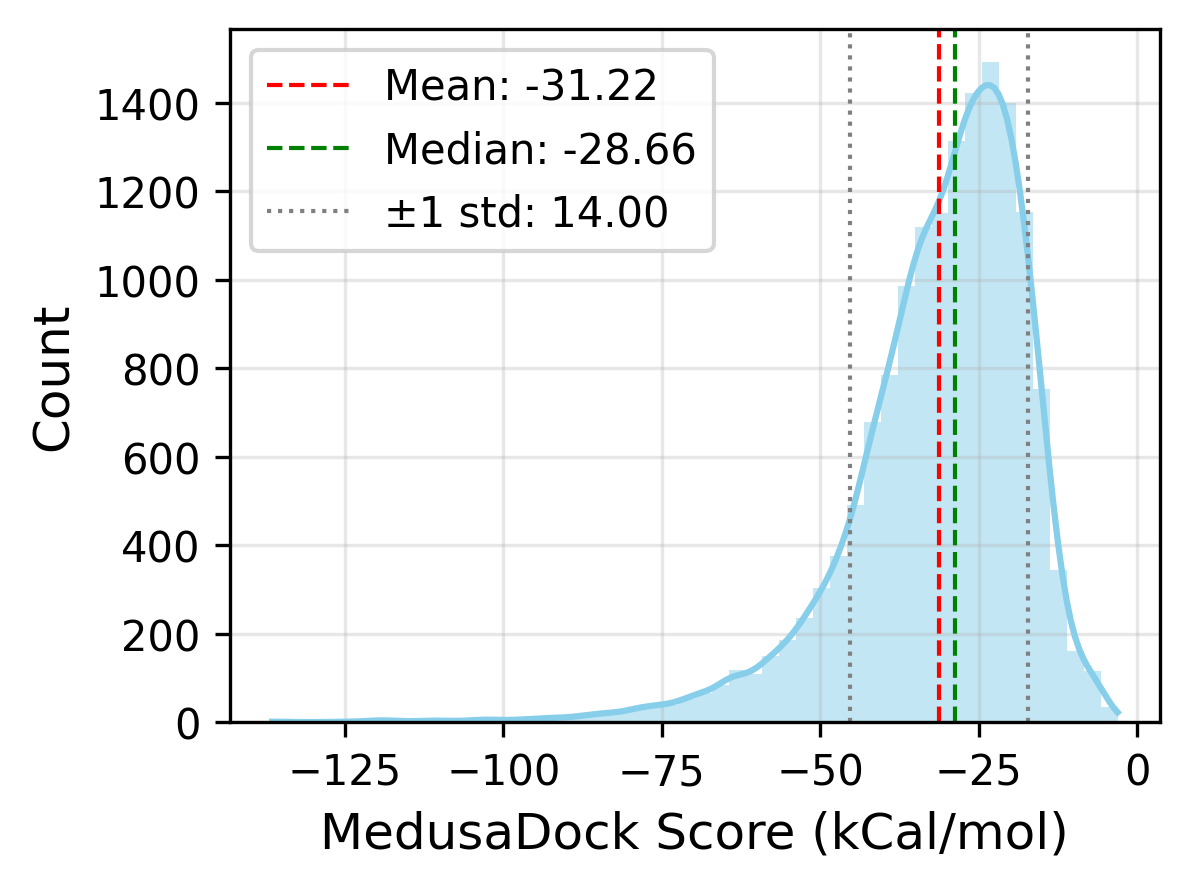 Mean: -31.22
Median: -28.66
±1 std: 14.00
1400
1200
1000
800
600
400
200
0
Count
−125 −100 −75 −50 −25 0
MedusaDock Score (kCal/mol)